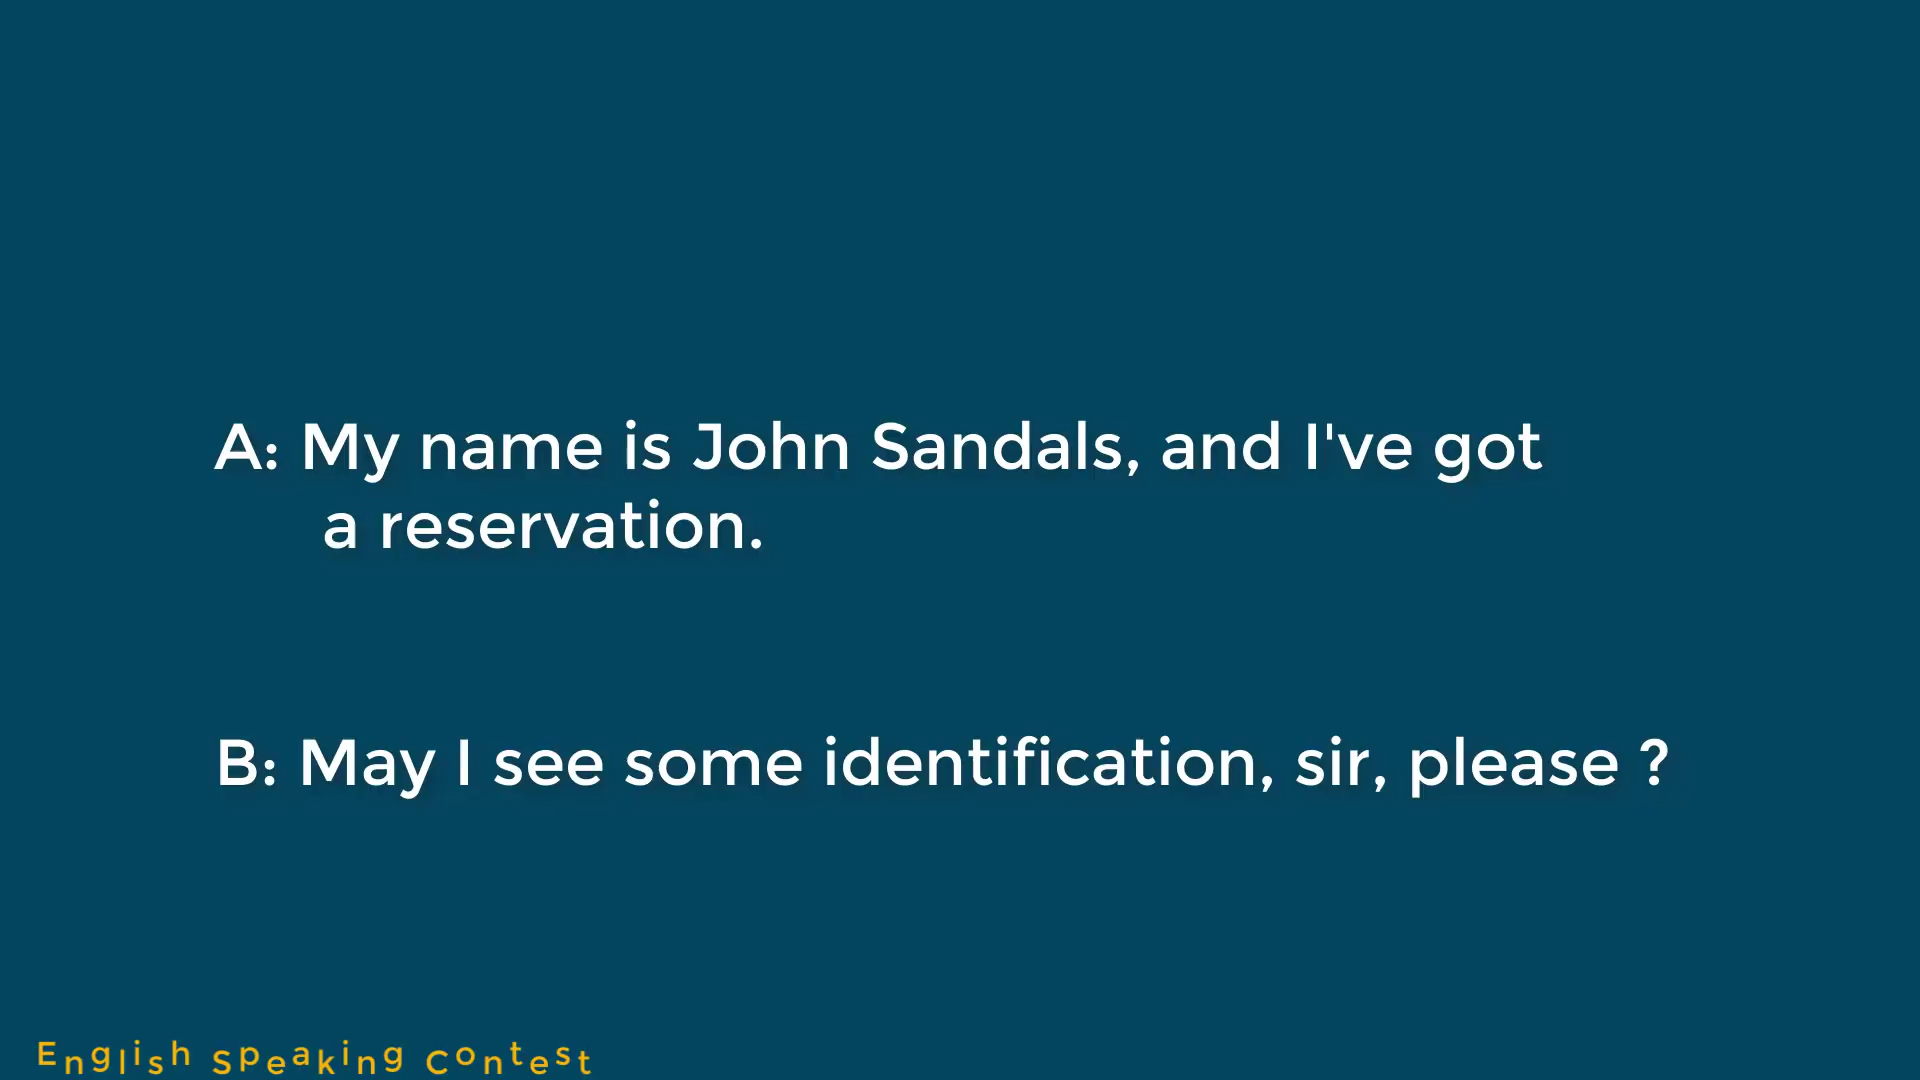 A: My name is John Sandals, and I've got
a reservation.
B: May I see some identification, sir, please ?
English Speaking Contest